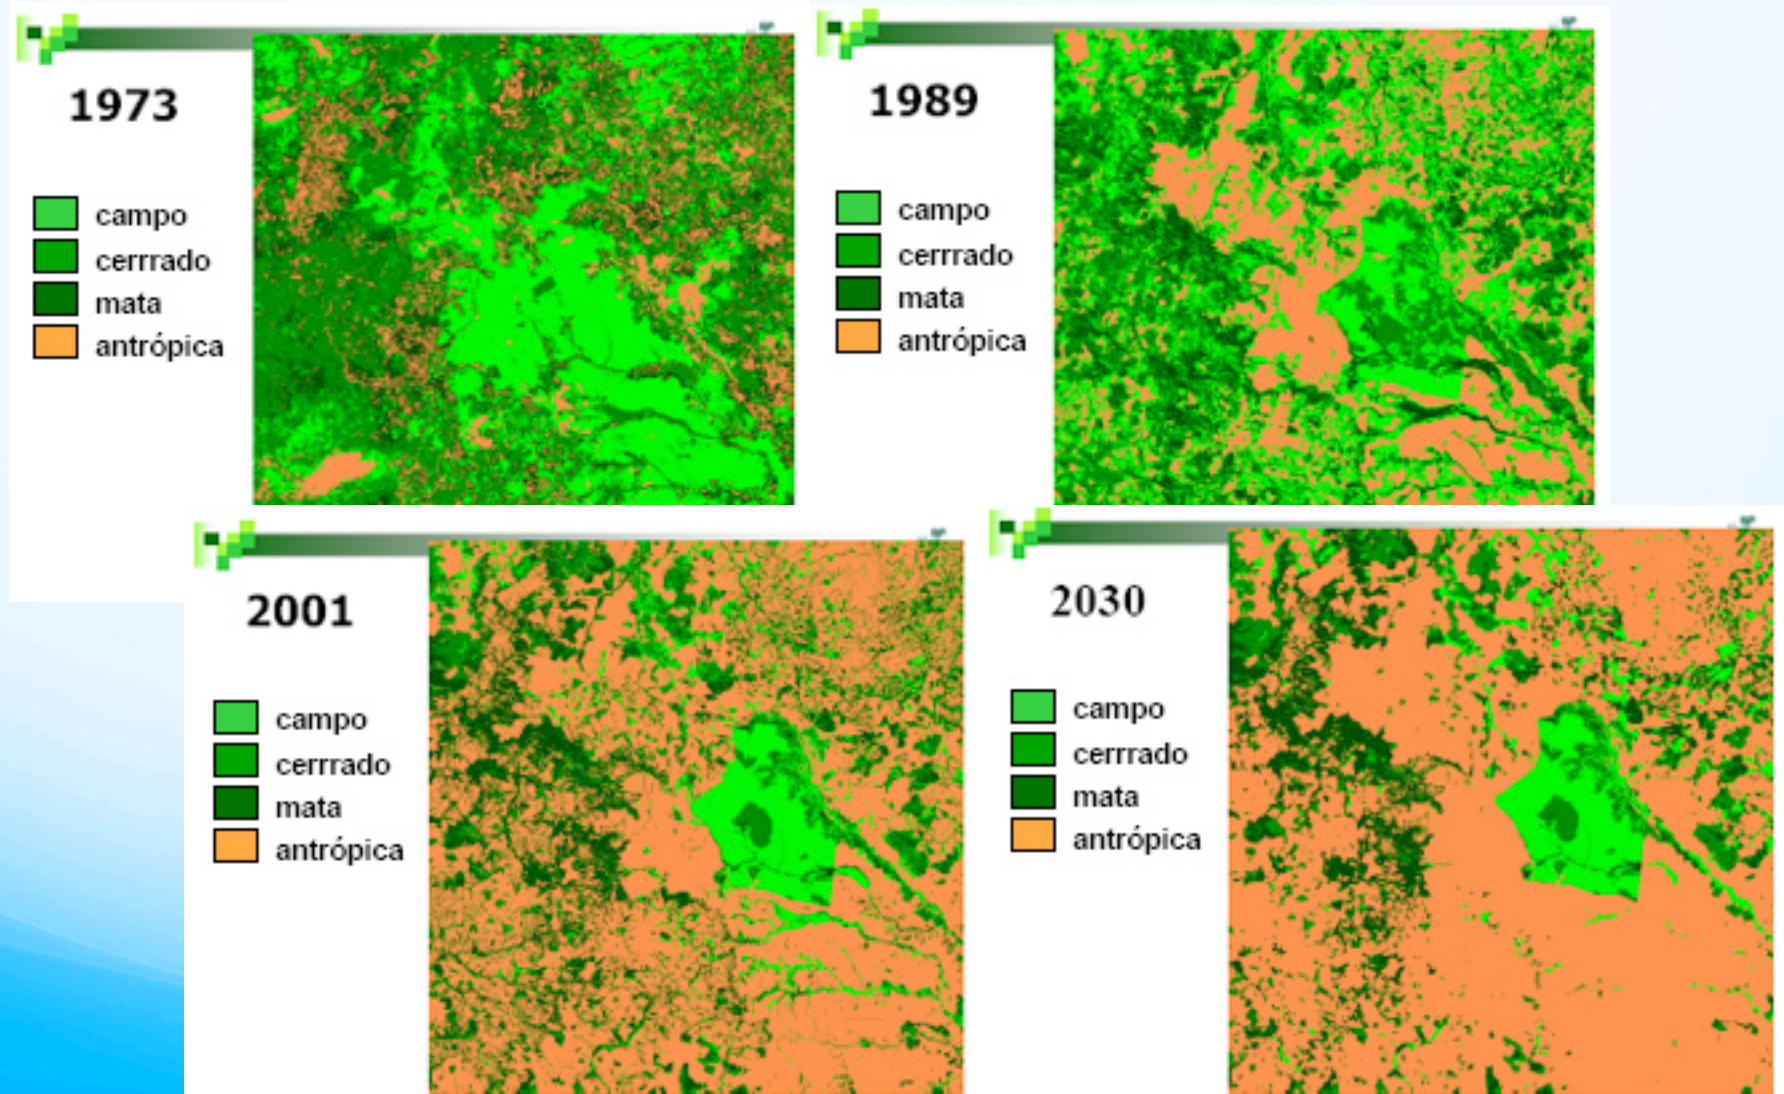 1973
campo
cerrrado
mata
antrópica
1989
campo
cerrrado
mata
antrópica
2001
campo
cerrrado
mata
antrópica
2030
campo
cerrrado
mata
antrópica